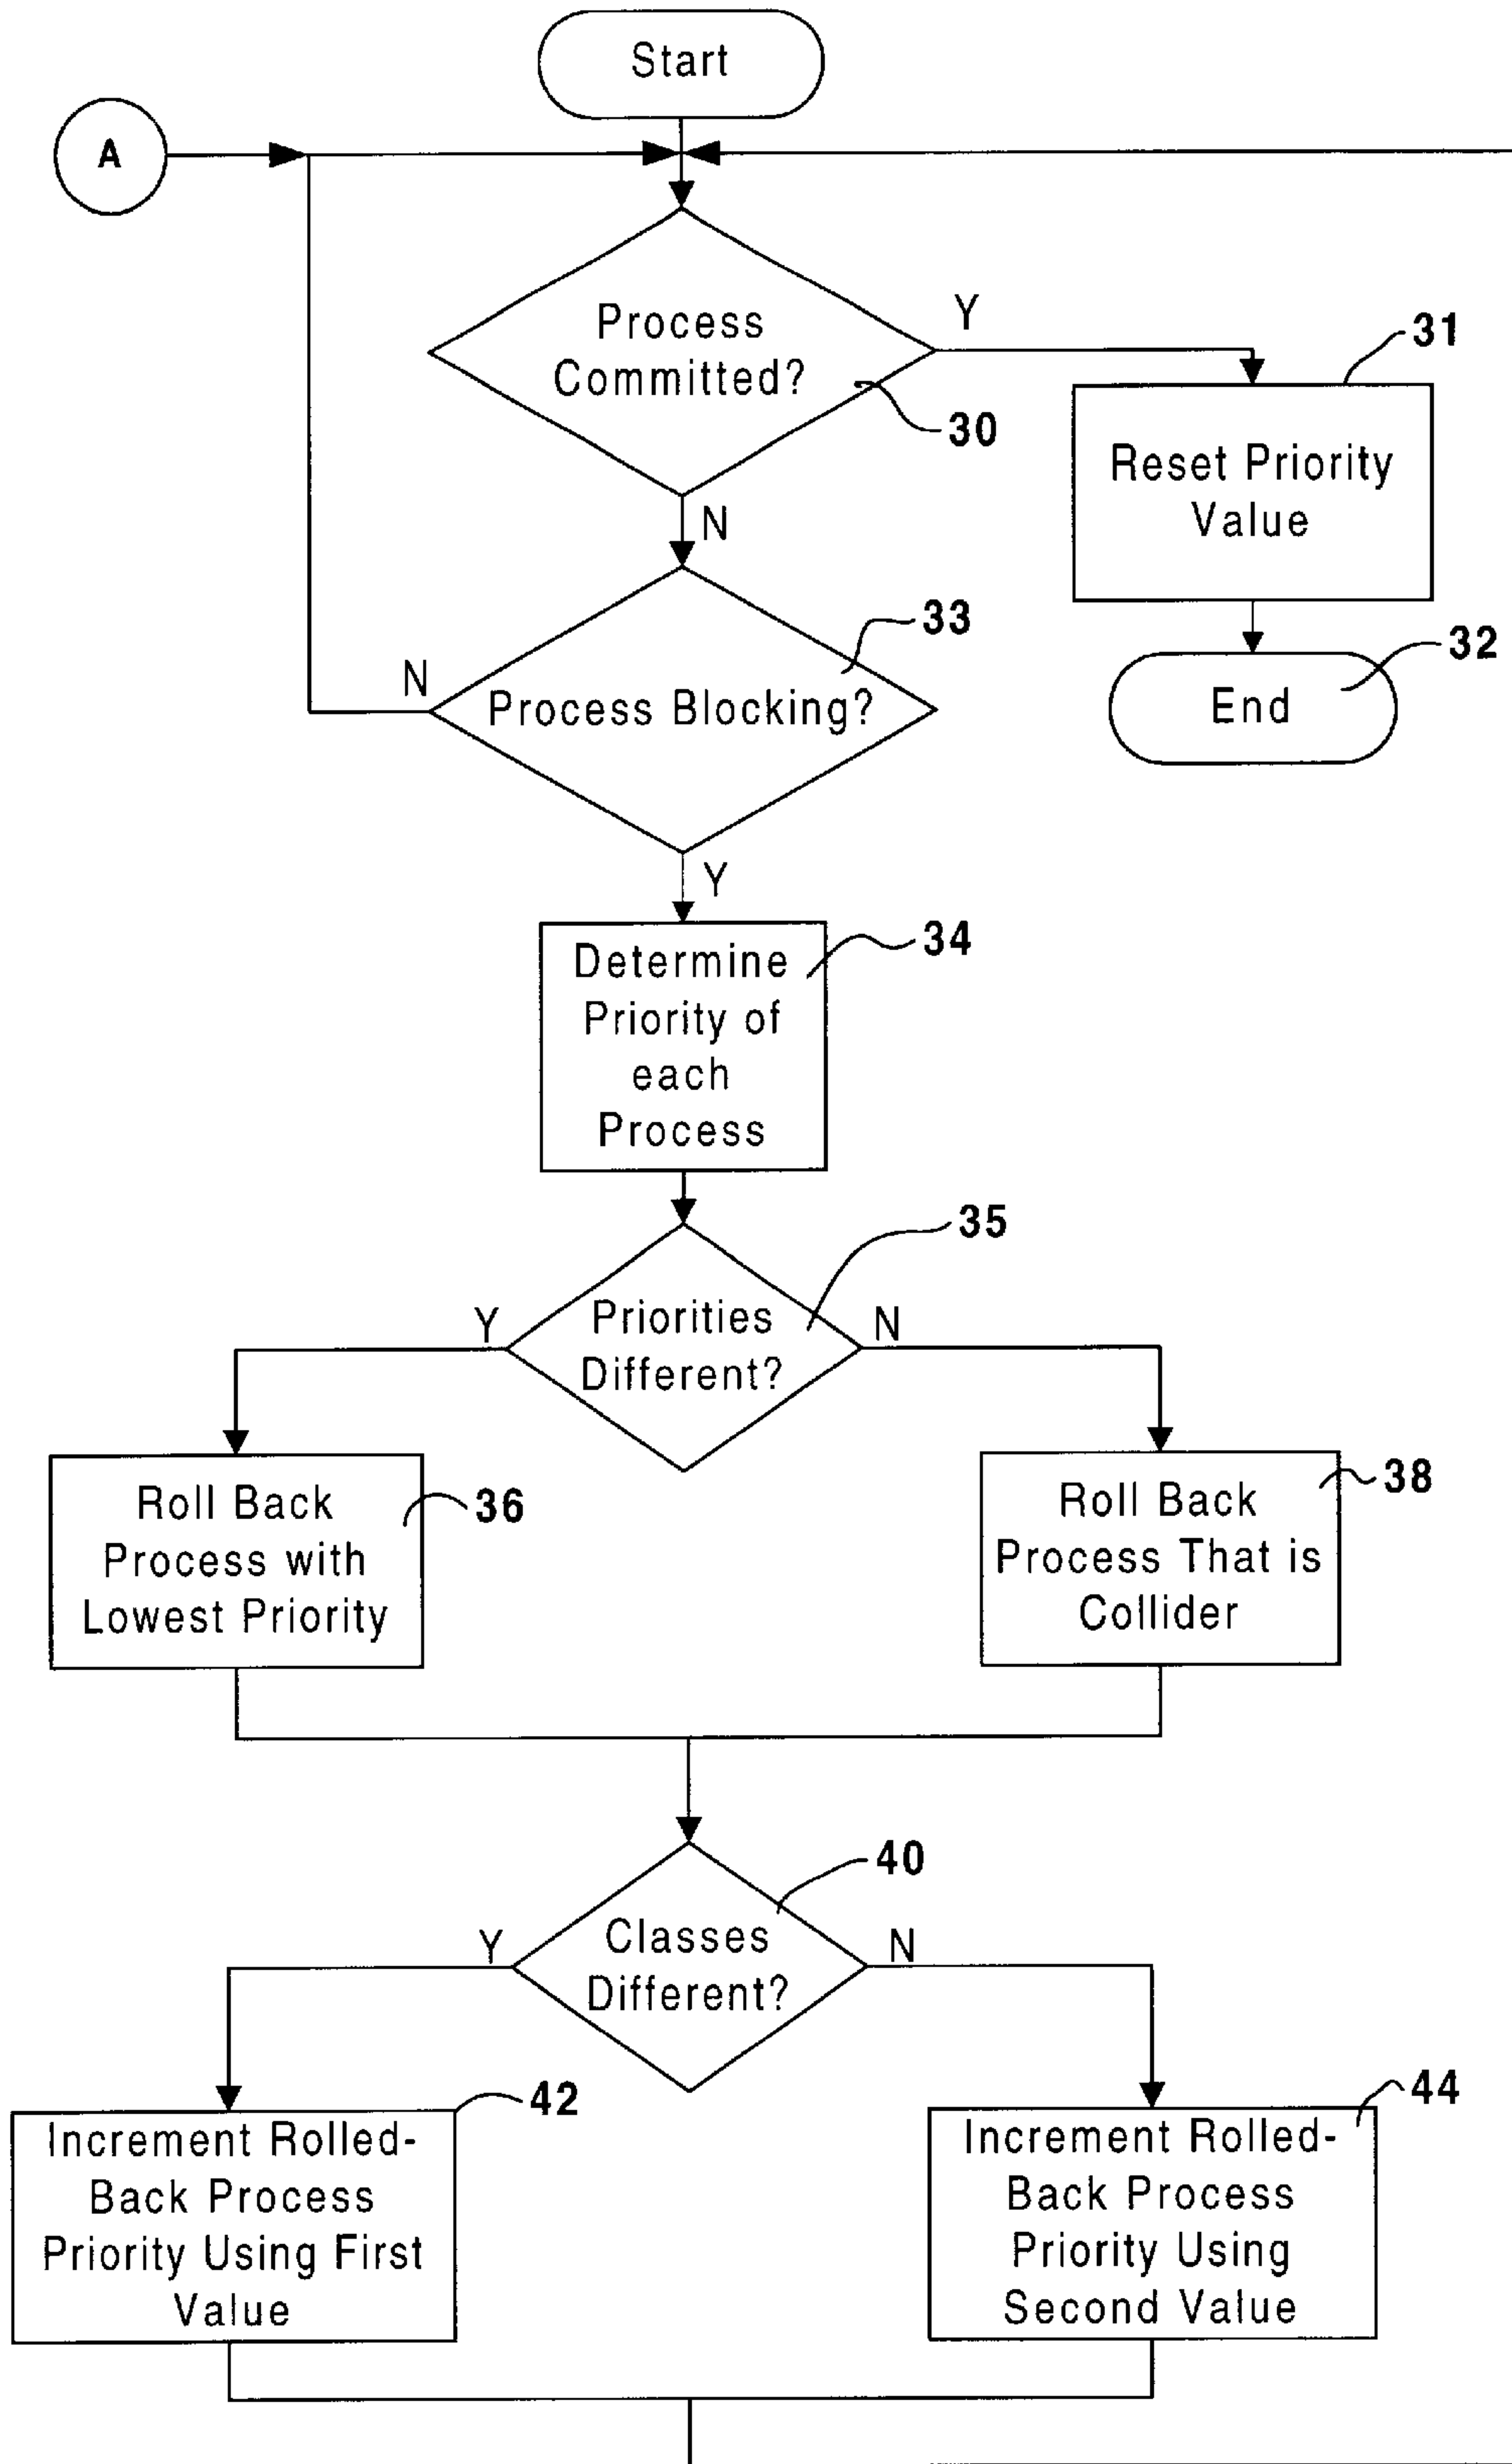 Start
A
Process
Committed?
Y
30
31
Reset Priority
Value
N
33
N
Process Blocking?
32
End
Y
34
Determine
Priority of
each
Process
35
Y
Priorities
Different?
N
36
Roll Back
Process with
Lowest Priority
38
Roll Back
Process That is
Collider
40
Y
Classes
Different?
N
42
Increment Rolled-
Back Process
Priority Using First
Value
44
Increment Rolled-
Back Process
Priority Using
Second Value